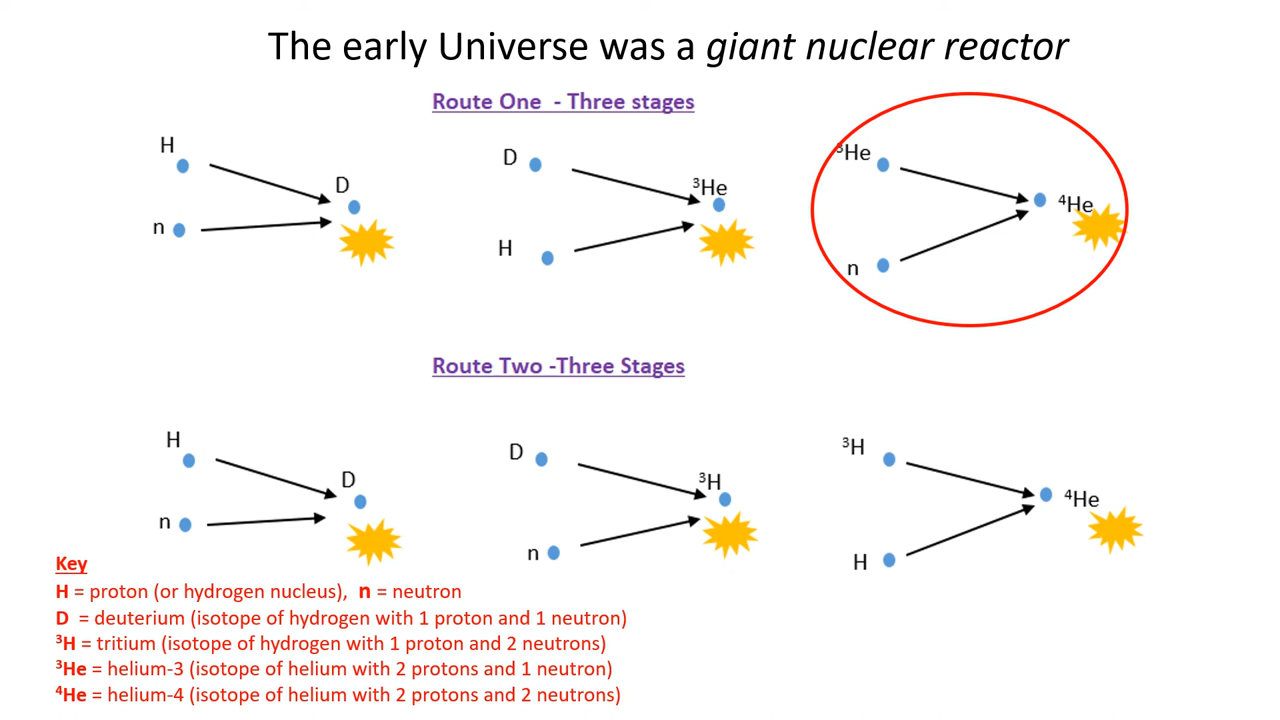 The early Universe was a giant nuclear reactor
Route One  - Three stages
H
n
D
D
H
³He
³He
n
⁴He
Route Two -Three Stages
H
n
D
D
n
³H
³H
H
⁴He
Key
H = proton (or hydrogen nucleus),  n = neutron
D  = deuterium (isotope of hydrogen with 1 proton and 1 neutron)
³H = tritium (isotope of hydrogen with 1 proton and 2 neutrons)
³He = helium-3 (isotope of helium with 2 protons and 1 neutron)
⁴He = helium-4 (isotope of helium with 2 protons and 2 neutrons)